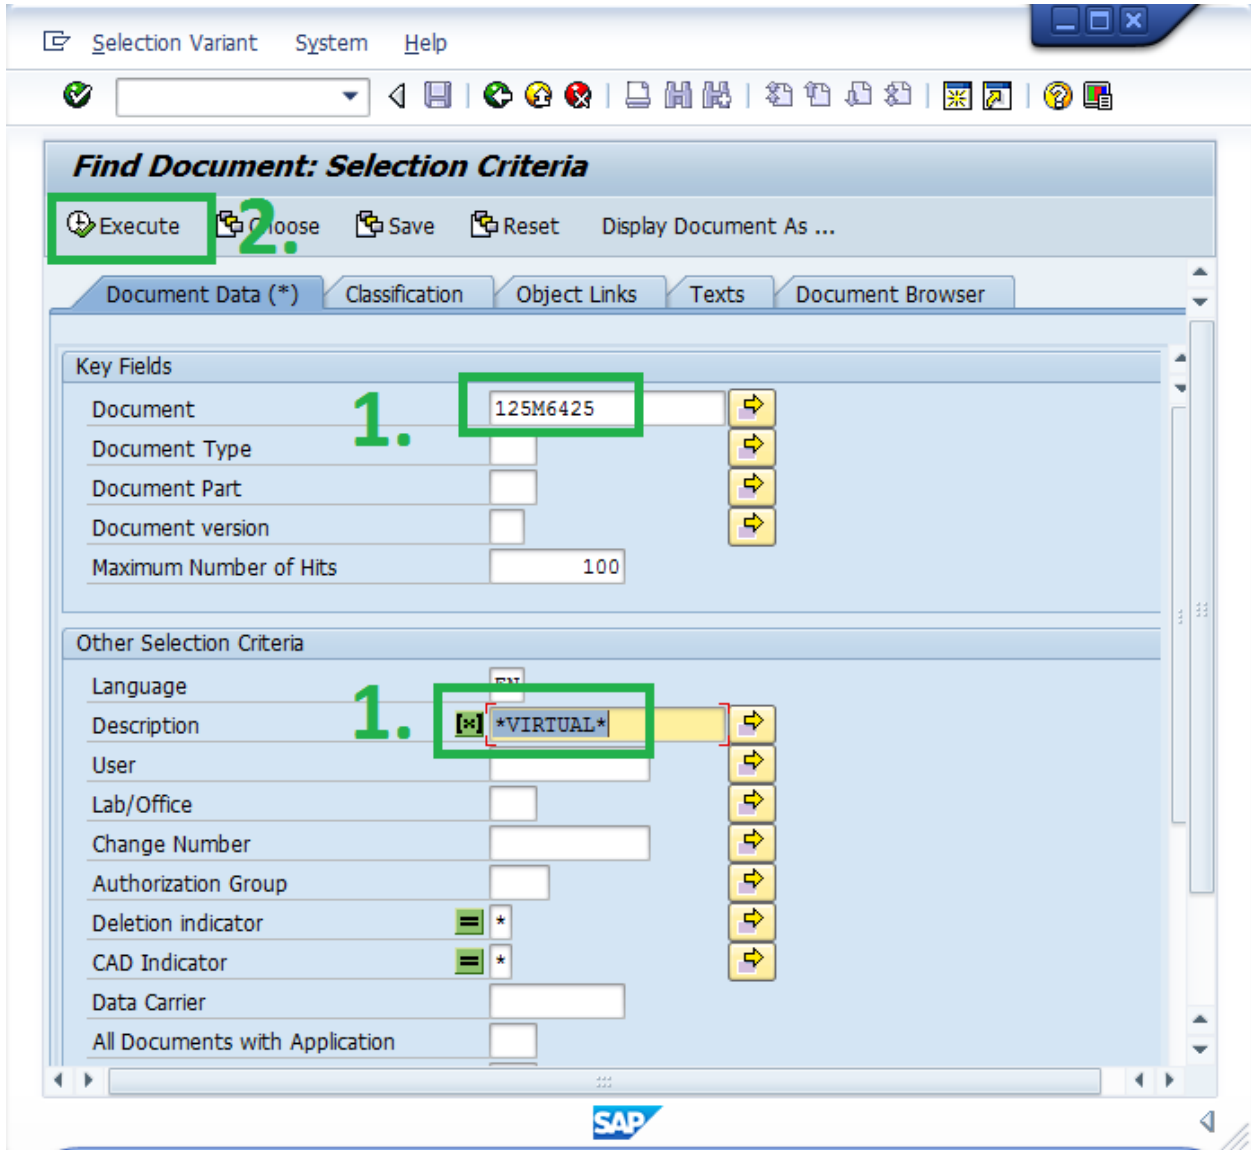 Selection Variant System Help
Find Document: Selection Criteria
Execute 2. Choose Save Reset Display Document As ...
Document Data (*) Classification Object Links Texts Document Browser
Key Fields
Document 1. 125M6425
Document Type
Document Part
Document version
Maximum Number of Hits 100
Other Selection Criteria
Language EN
Description 1. *VIRTUAL*
User
Lab/Office
Change Number
Authorization Group
Deletion indicator = *
CAD Indicator = *
Data Carrier
All Documents with Application
SAP